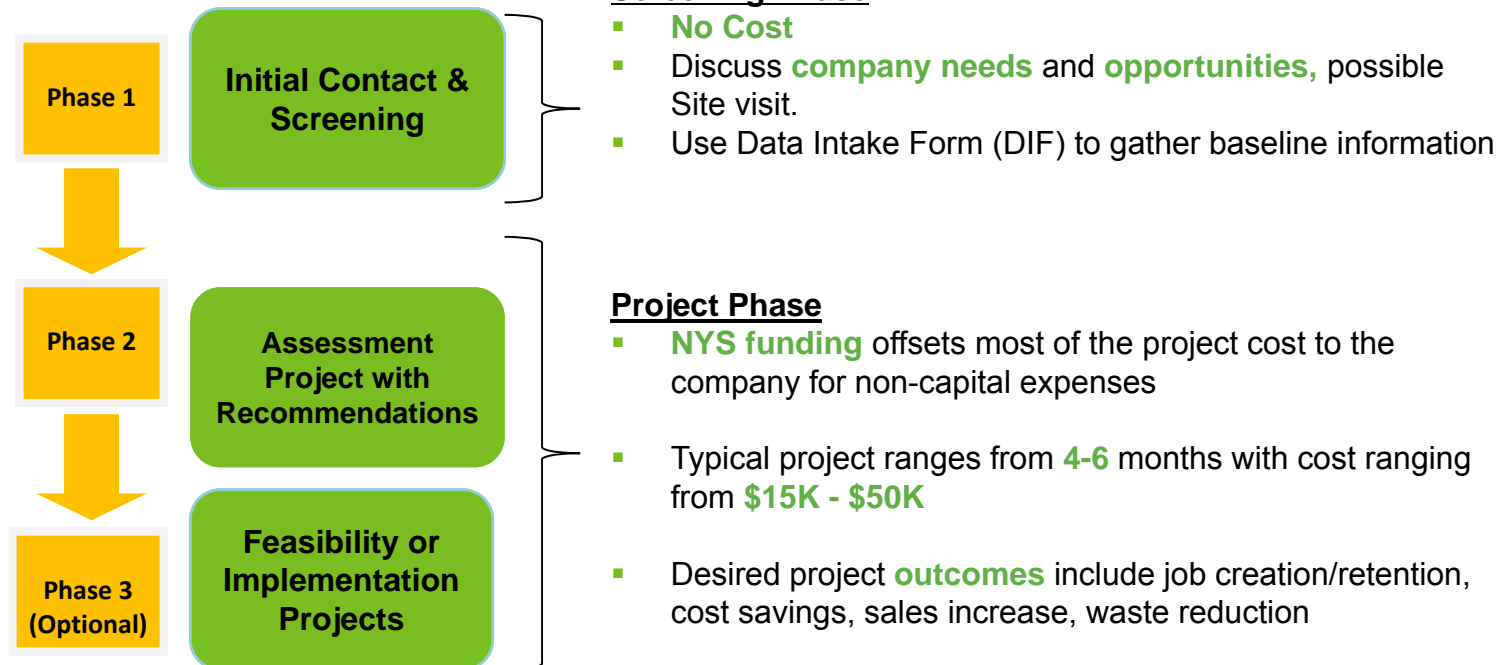 Phase 1
Initial Contact &
Screening
▪ No Cost
▪ Discuss company needs and opportunities, possible
Site visit.
▪ Use Data Intake Form (DIF) to gather baseline information
Phase 2
Assessment
Project with
Recommendations
Phase 3
(Optional)
Feasibility or
Implementation
Projects
Project Phase
▪ NYS funding offsets most of the project cost to the
company for non-capital expenses
▪ Typical project ranges from 4-6 months with cost ranging
from $15K - $50K
▪ Desired project outcomes include job creation/retention,
cost savings, sales increase, waste reduction